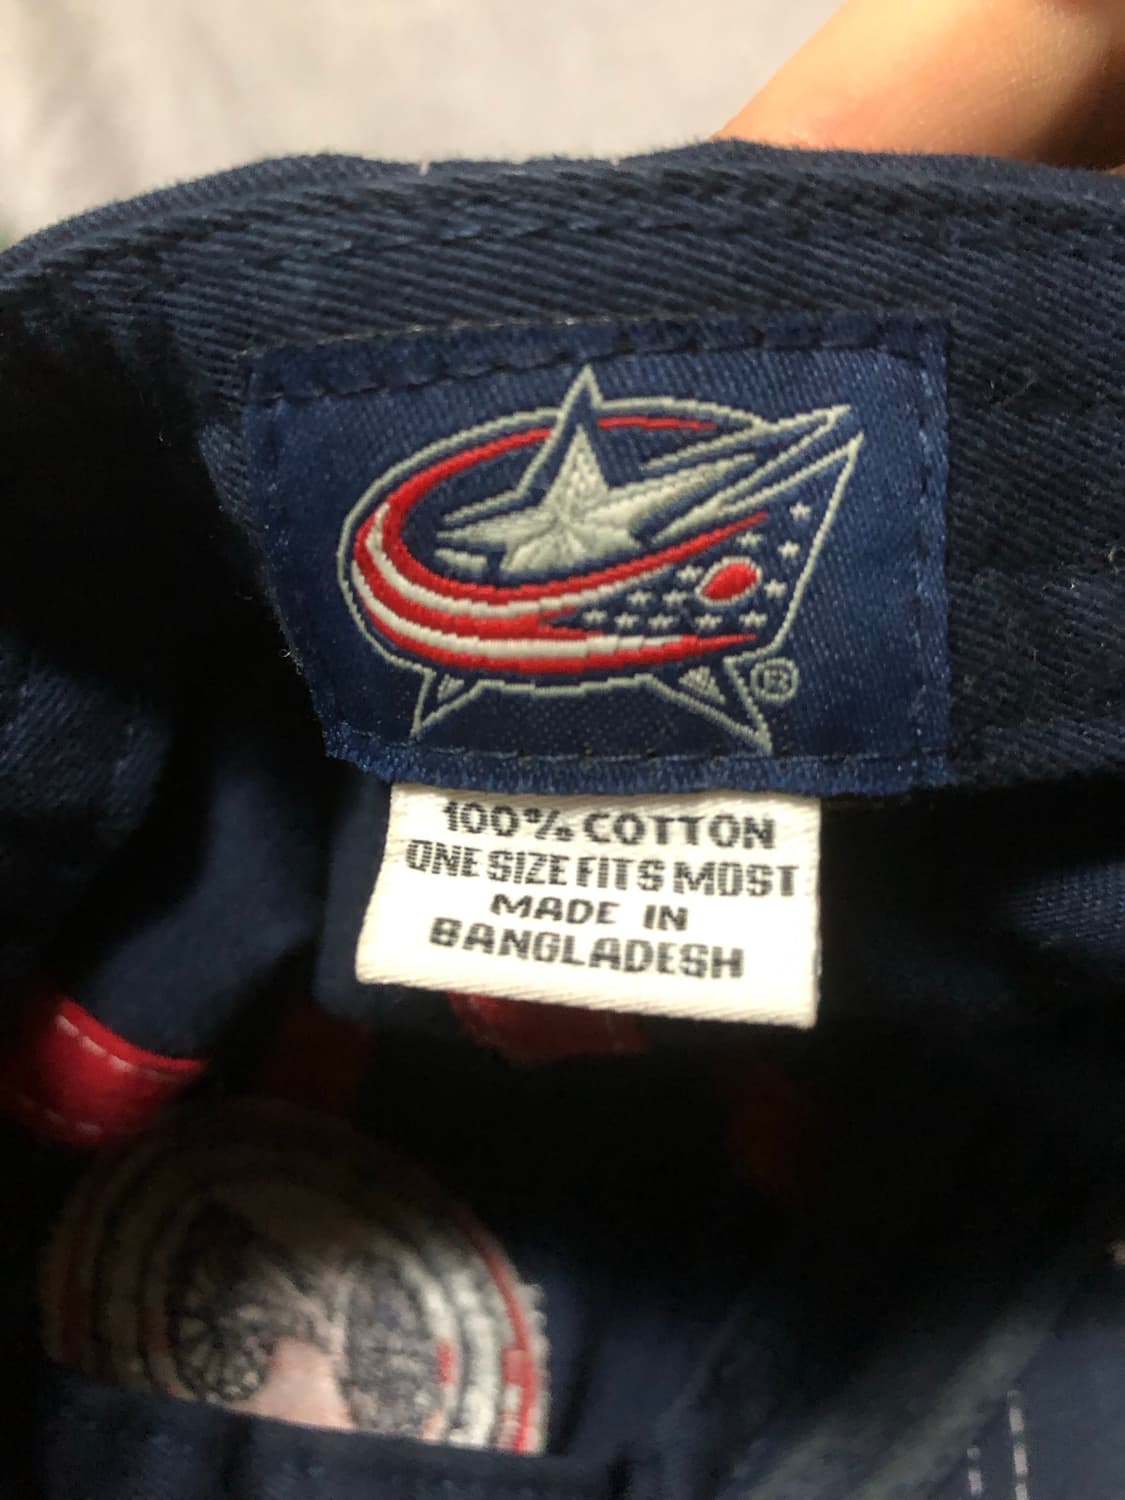 ®
100% COTTON
ONE SIZE FITS MOST
MADE IN
BANGLADESH